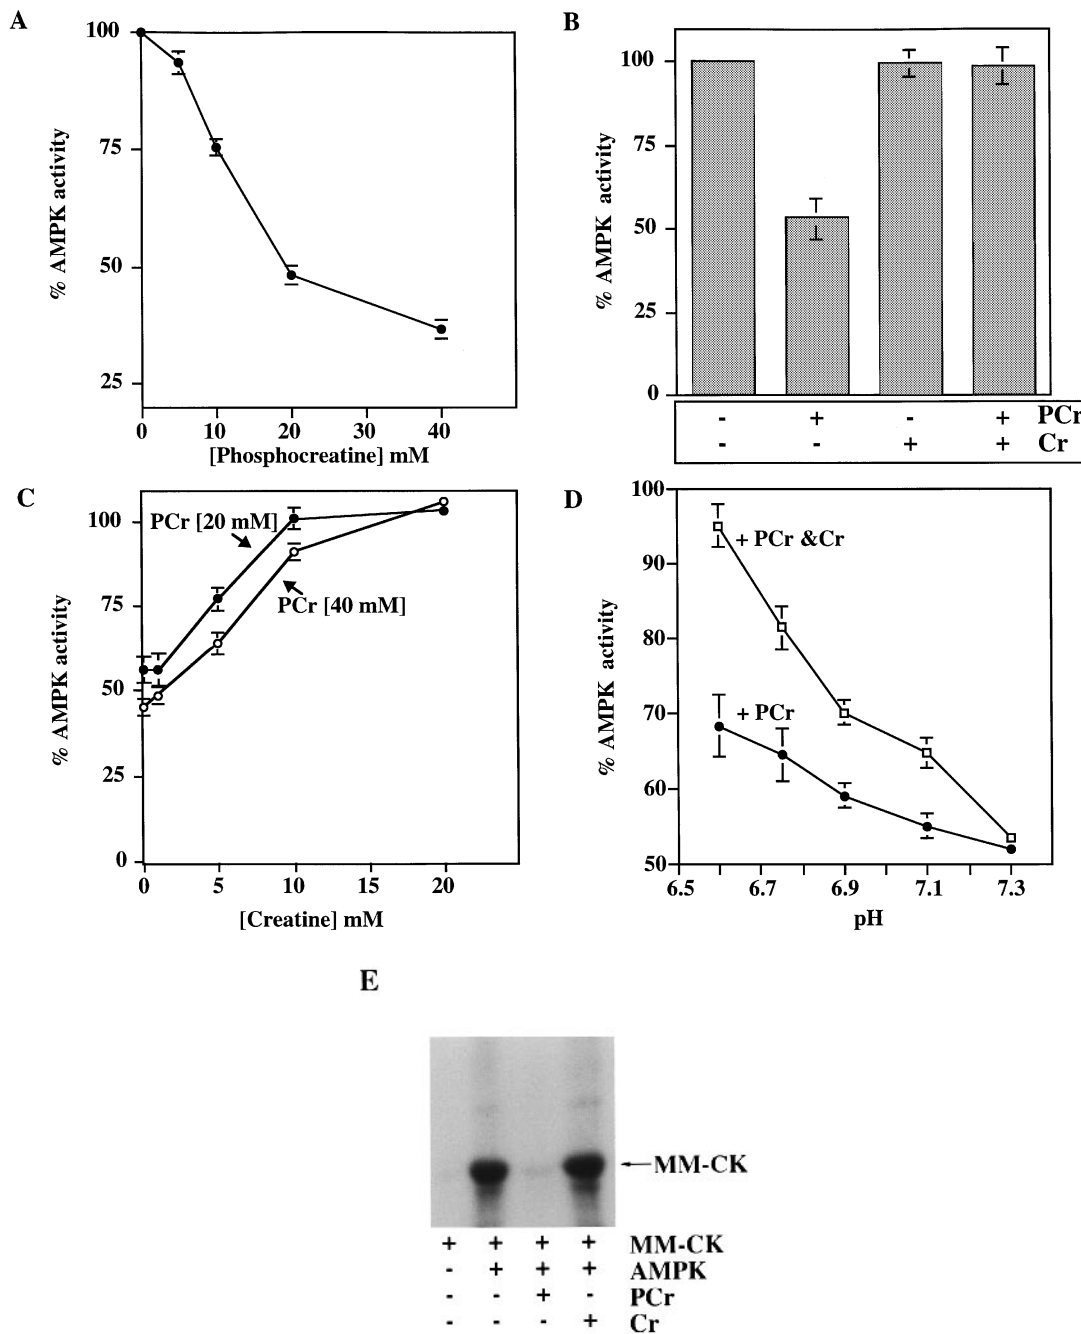 A
100
75
50
25
% AMPK activity
0 10 20 30 40
[Phosphocreatine] mM
B
100
75
50
25
0
% AMPK activity
- + - + PCr
- - + + Cr
C
100
75
50
25
0
% AMPK activity
PCr [20 mM]
PCr [40 mM]
0 5 10 15 20
[Creatine] mM
D
100
90
80
70
60
50
% AMPK activity
+ PCr &Cr
+ PCr
6.5 6.7 6.9 7.1 7.3
pH
E
MM-CK
+ + + + MM-CK
- + + + AMPK
- - + - PCr
- - - + Cr